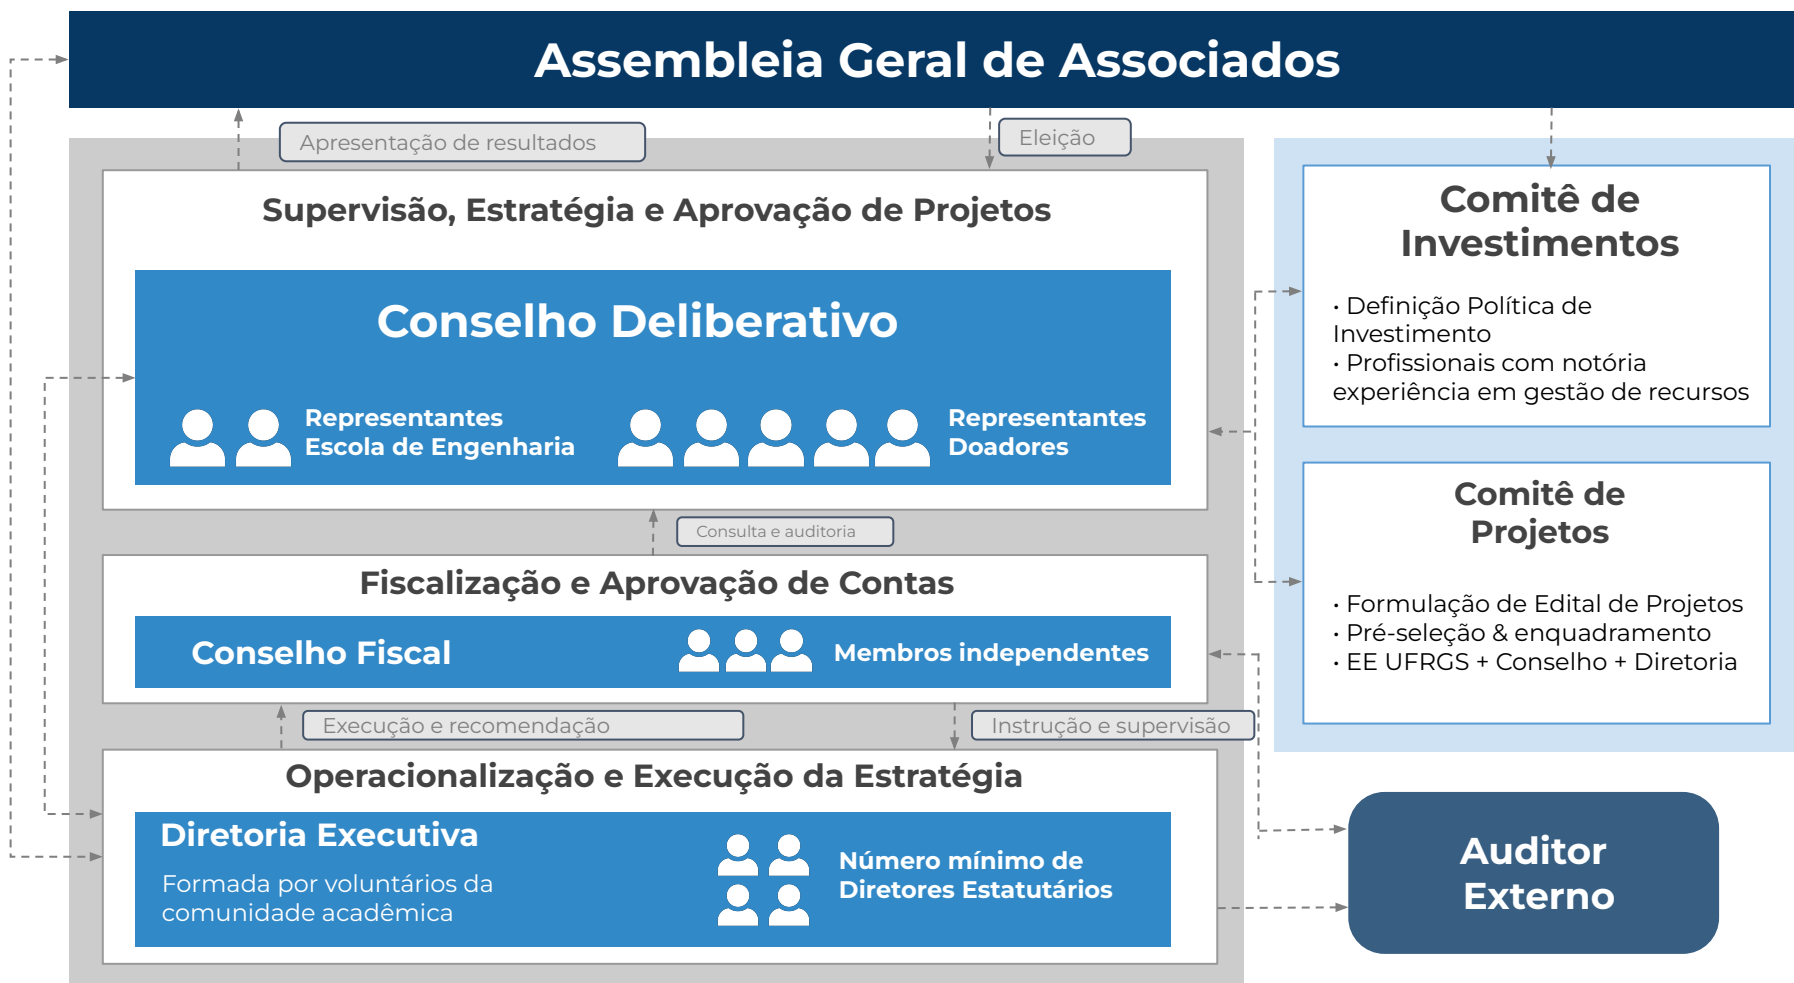 Assembleia Geral de Associados
Apresentação de resultados
Eleição
Supervisão, Estratégia e Aprovação de Projetos
Conselho Deliberativo
Representantes
Escola de Engenharia
Representantes
Doadores
Consulta e auditoria
Fiscalização e Aprovação de Contas
Conselho Fiscal
Membros independentes
Execução e recomendação
Instrução e supervisão
Operacionalização e Execução da Estratégia
Diretoria Executiva
Formada por voluntários da
comunidade acadêmica
Número mínimo de
Diretores Estatutários
Comitê de
Investimentos
• Definição Política de
Investimento
• Profissionais com notória
experiência em gestão de recursos
Comitê de
Projetos
• Formulação de Edital de Projetos
• Pré-seleção & enquadramento
• EE UFRGS + Conselho + Diretoria
Auditor
Externo